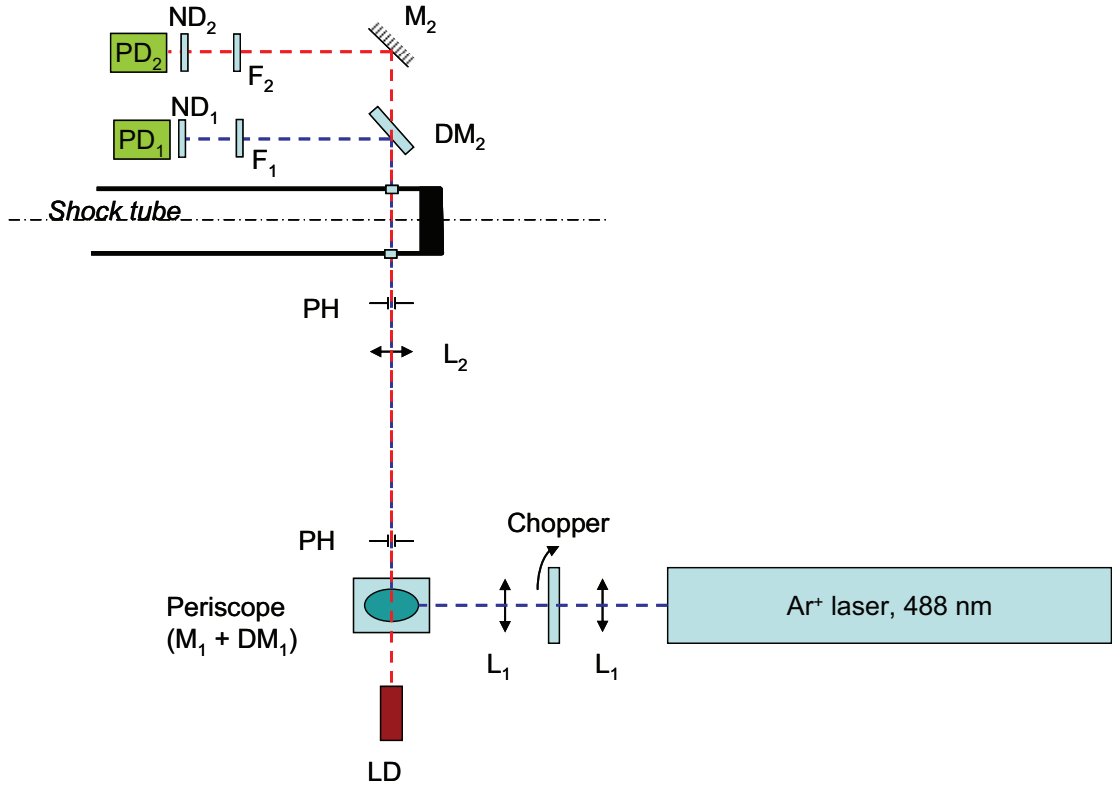 M₂
ND₂
PD₂
F₂
ND₁
PD₁
F₁
DM₂
Shock tube
PH
L₂
PH
Chopper
Periscope
(M₁ + DM₁)
L₁
L₁
Ar⁺ laser, 488 nm
LD